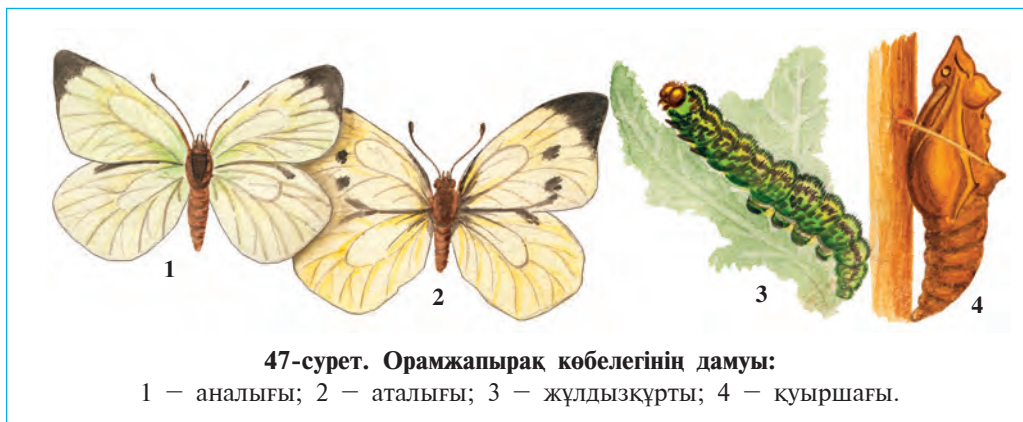 1
2
3
4
47-сурет. Орамжапырақ көбелегінің дамуы:
1 — аналығы; 2 — аталығы; 3 — жұлдызқұрты; 4 — қуыршағы.